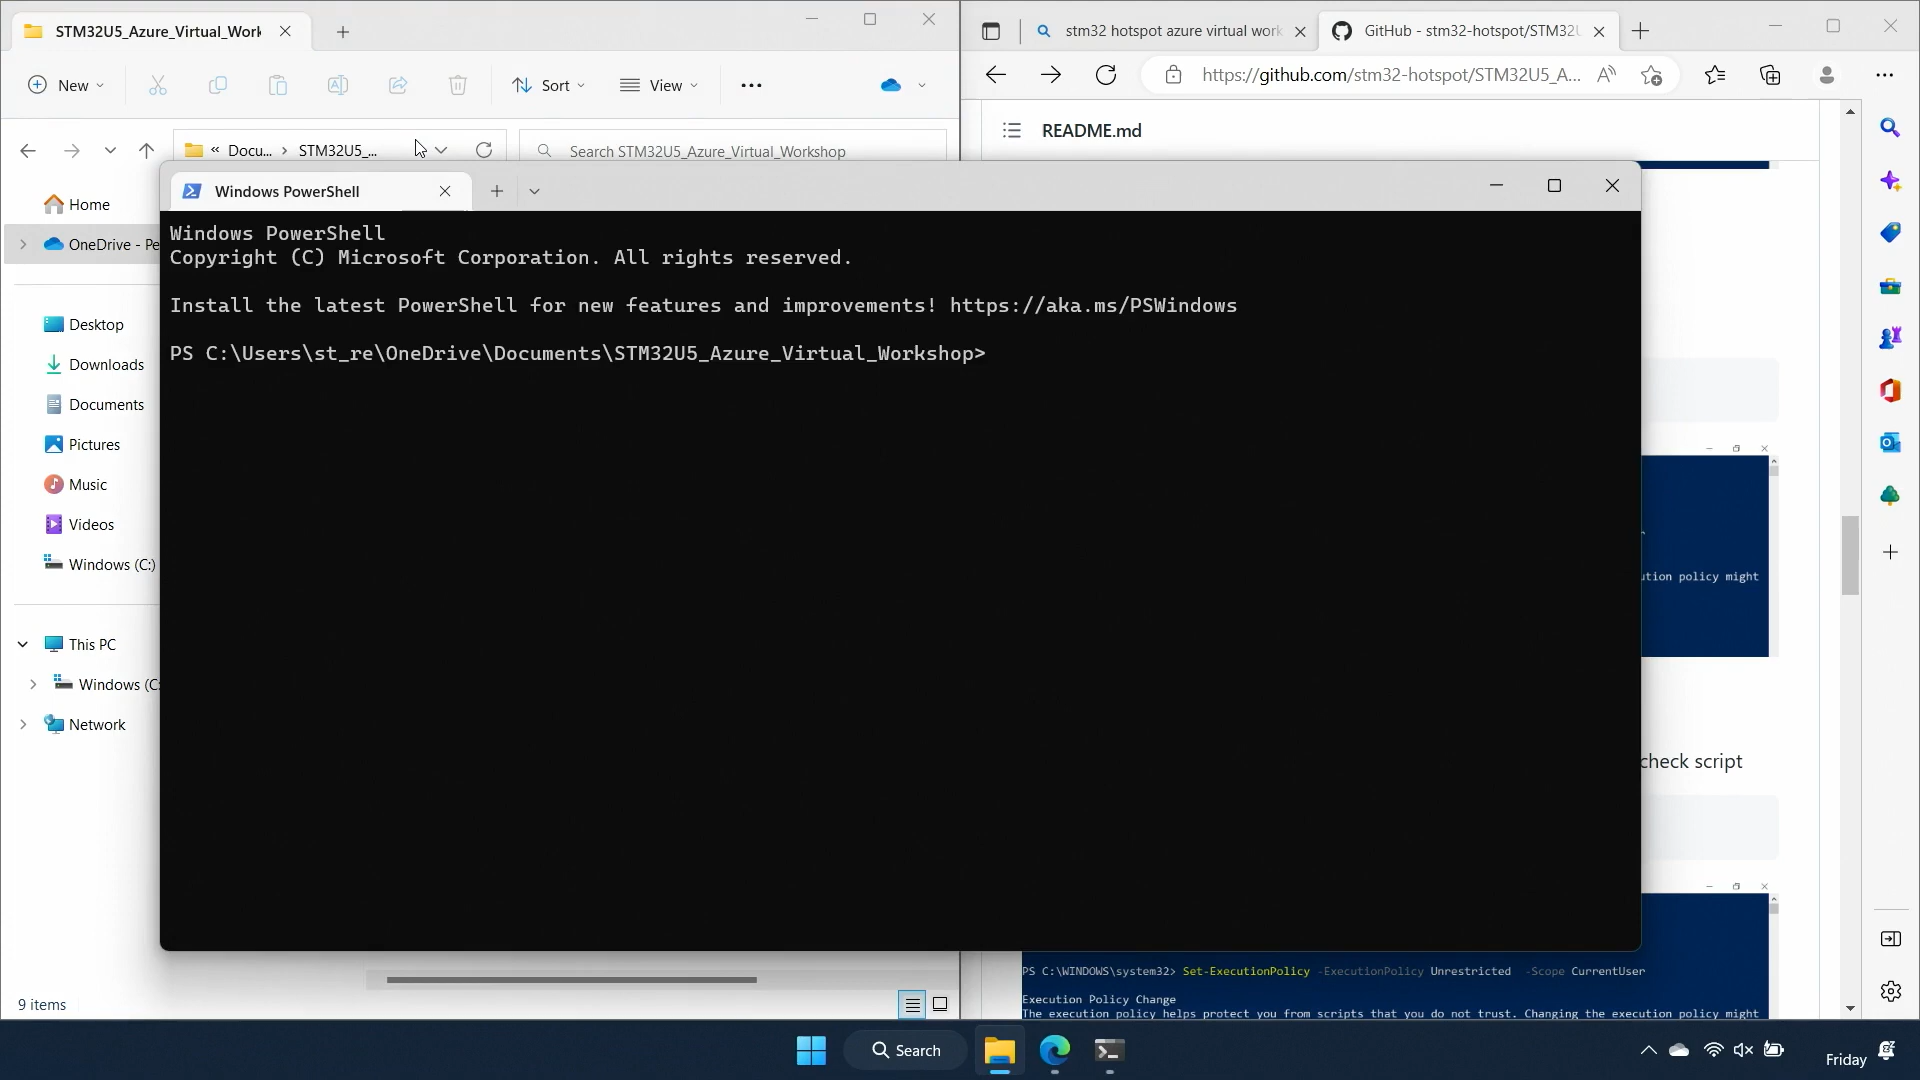 STM32U5_Azure_Virtual_Work
stm32 hotspot azure virtual work
GitHub - stm32-hotspot/STM32U
New
Sort
View
https://github.com/stm32-hotspot/STM32U5_A...
« Docu... > STM32U5_...
Search STM32U5_Azure_Virtual_Workshop
README.md
Home
OneDrive - Pe
Desktop
Downloads
Documents
Pictures
Music
Videos
Windows (C:)
This PC
Windows (C:
Network
9 items
Windows PowerShell
Windows PowerShell
Copyright (C) Microsoft Corporation. All rights reserved.
Install the latest PowerShell for new features and improvements! https://aka.ms/PSWindows
PS C:\Users\st_re\OneDrive\Documents\STM32U5_Azure_Virtual_Workshop>
ution policy might
check script
PS C:\WINDOWS\system32> Set-ExecutionPolicy -ExecutionPolicy Unrestricted -Scope CurrentUser
Execution Policy Change
The execution policy helps protect you from scripts that you do not trust. Changing the execution policy might
Search
Friday